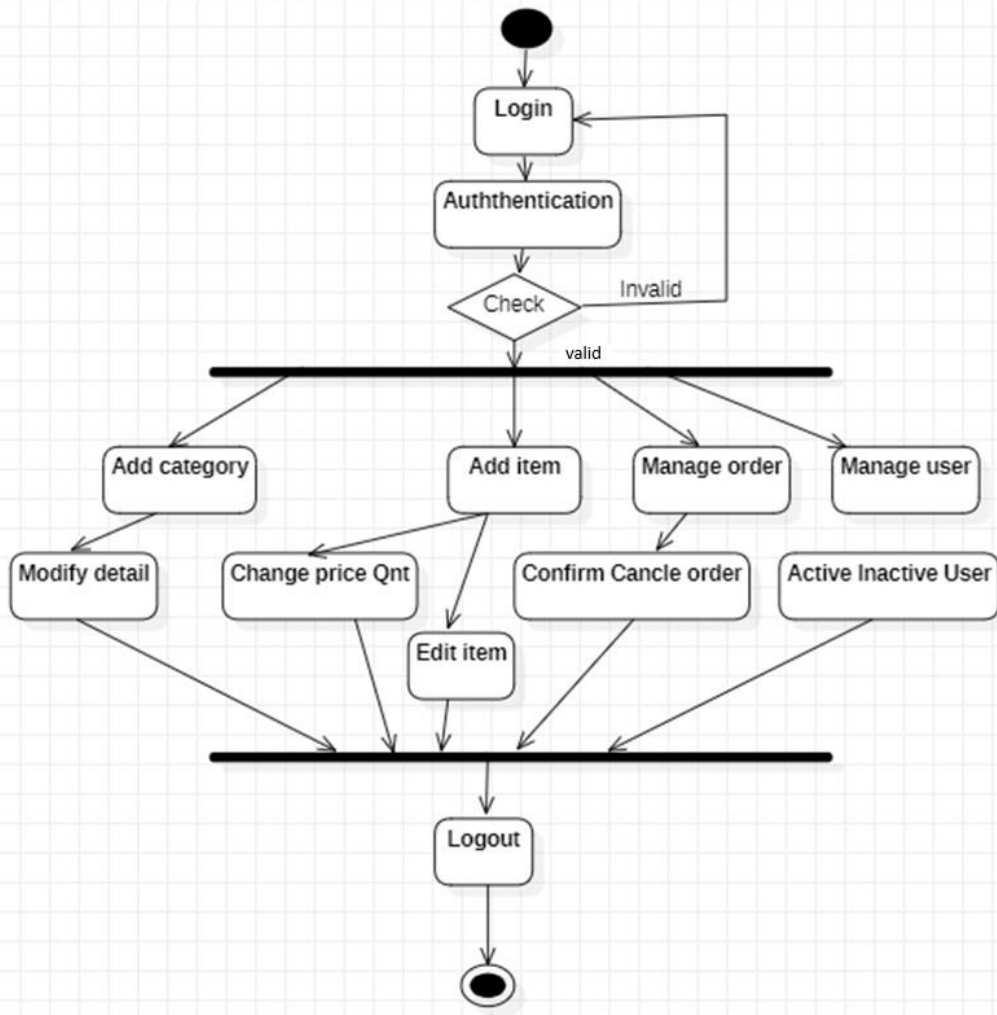 Login
Auththentication
Check
Invalid
valid
Add category
Add item
Manage order
Manage user
Modify detail
Change price Qnt
Confirm Cancle order
Active Inactive User
Edit item
Logout